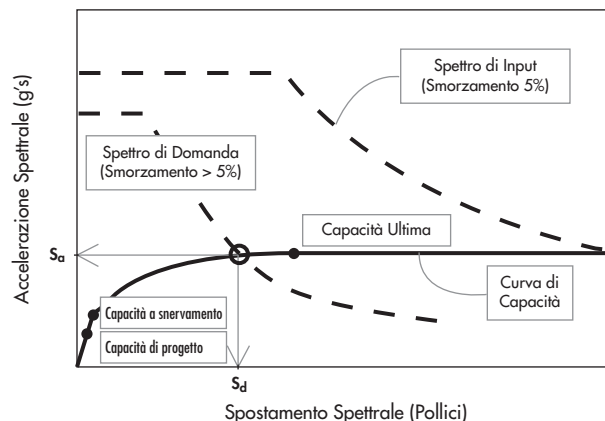 Accelerazione Spettrale (g's)
Spettro di Input
(Smorzamento 5%)
Spettro di Domanda
(Smorzamento > 5%)
Capacità Ultima
Sa
Curva di
Capacità
Capacità a snervamento
Capacità di progetto
Sd
Spostamento Spettrale (Pollici)